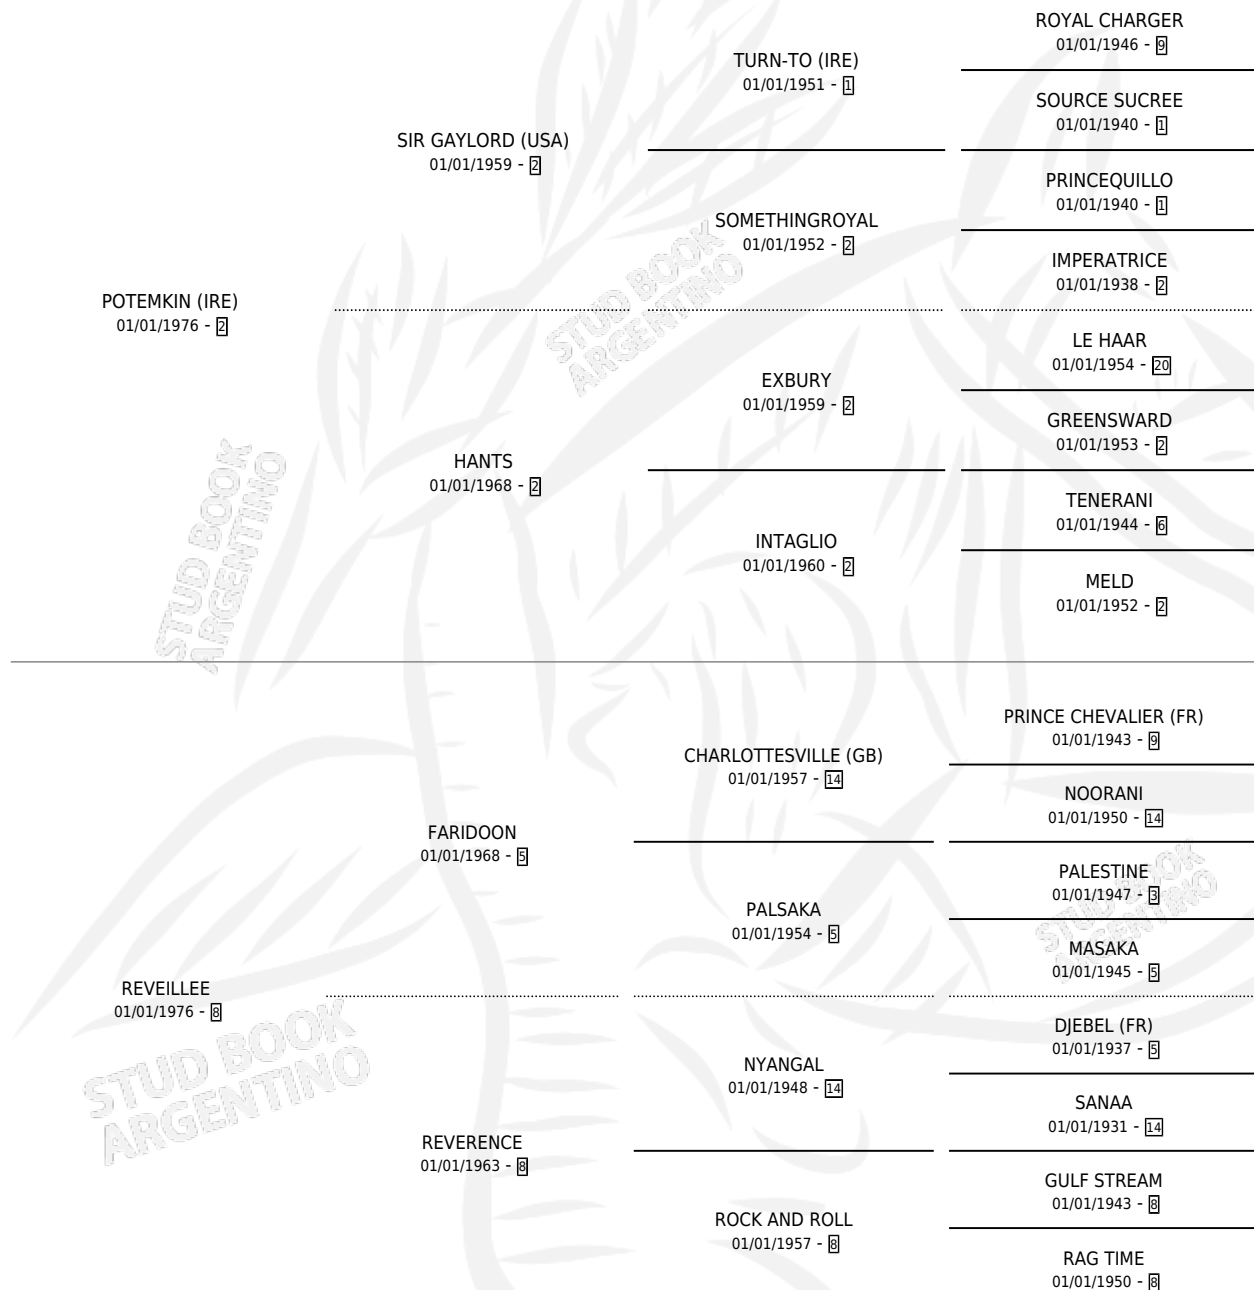 ROYAL CHARGER
01/01/1946 - 9
TURN-TO (IRE)
01/01/1951 - 1
SOURCE SUCREE
01/01/1940 - 1
SIR GAYLORD (USA)
01/01/1959 - 2
PRINCEQUILLO
01/01/1940 - 1
SOMETHINGROYAL
01/01/1952 - 2
IMPERATRICE
01/01/1938 - 2
POTEMKIN (IRE)
01/01/1976 - 2
LE HAAR
01/01/1954 - 20
EXBURY
01/01/1959 - 2
GREENSWARD
01/01/1953 - 2
HANTS
01/01/1968 - 2
TENERANI
01/01/1944 - 6
INTAGLIO
01/01/1960 - 2
MELD
01/01/1952 - 2
PRINCE CHEVALIER (FR)
01/01/1943 - 9
CHARLOTTESVILLE (GB)
01/01/1957 - 14
NOORANI
01/01/1950 - 14
FARIDOON
01/01/1968 - 5
PALESTINE
01/01/1947 - 3
PALSAKA
01/01/1954 - 5
MASAKA
01/01/1945 - 5
REVEILLEE
01/01/1976 - 8
DJEBEL (FR)
01/01/1937 - 5
NYANGAL
01/01/1948 - 14
SANAA
01/01/1931 - 14
REVERENCE
01/01/1963 - 8
GULF STREAM
01/01/1943 - 8
ROCK AND ROLL
01/01/1957 - 8
RAG TIME
01/01/1950 - 8
STUD BOOK
ARGENTINO
STUD BOOK
ARGENTINO
STUD BOOK
ARGENTINO
STUD BOOK
ARGENTINO